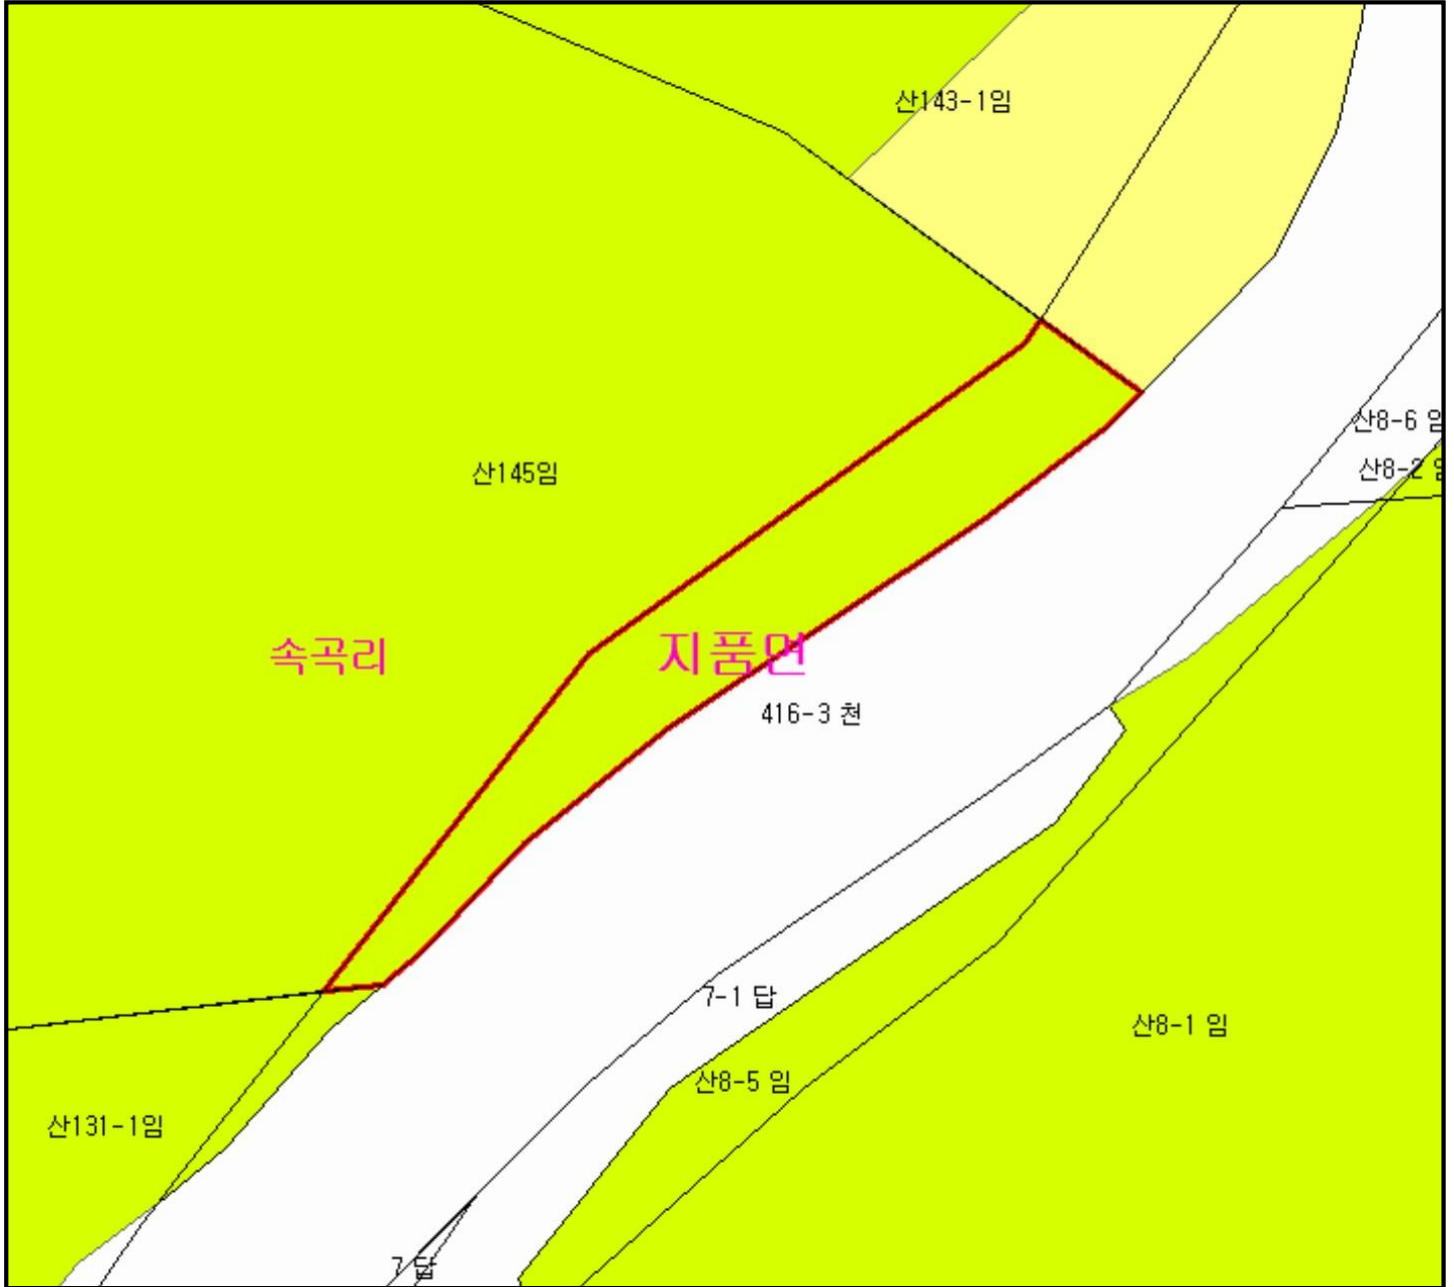 산143-1임
산8-6 임
산8-2 임
산145임
속곡리
지품면
416-3 천
7-1 답
산8-1 임
산8-5 임
산131-1임
7 답